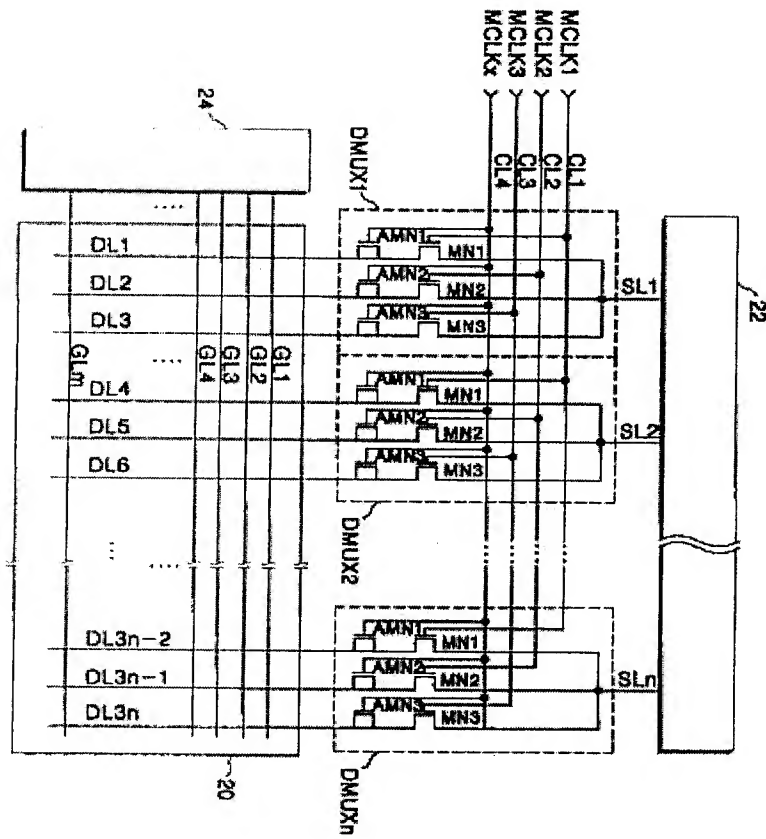 MCLKx
MCLK3
MCLK2
MCLK1
24
DMUX1
CL4
CL3
CL2
CL1
22
DL1
AMN1
MN1
DL2
AMN2
MN2
SL1
DL3
AMN3
MN3
GLm
GL4
GL3
GL2
GL1
DL4
AMN1
MN1
DL5
AMN2
MN2
SL2
DL6
AMN3
MN3
DMUX2
DL3n-2
AMN1
MN1
DL3n-1
AMN2
MN2
SLn
DL3n
AMN3
MN3
20
DMUXn